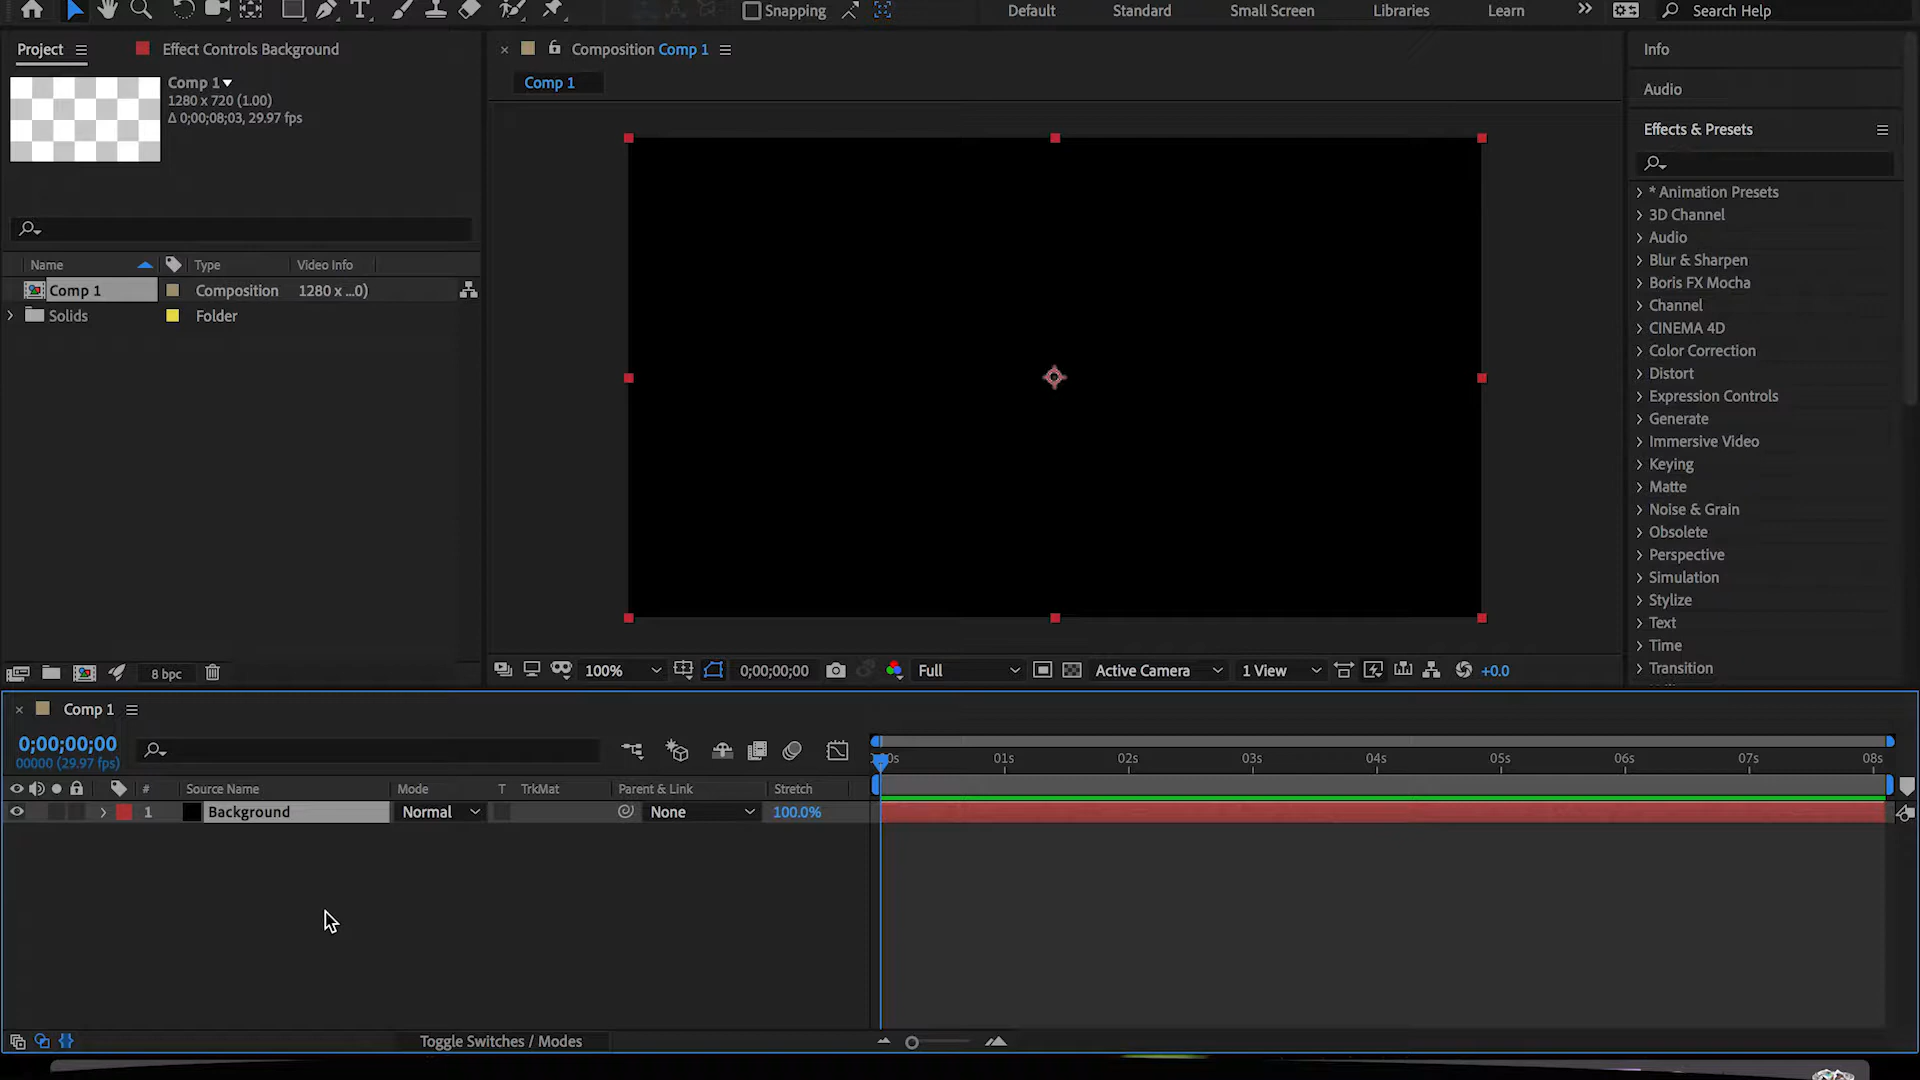 Snapping
Default
Standard
Small Screen
Libraries
Learn
Search Help
Project
Effect Controls Background
Composition Comp 1
Info
Comp 1
1280 x 720 (1.00)
Δ 0;00;08;03, 29.97 fps
Comp 1
Audio
Effects & Presets
* Animation Presets
3D Channel
Audio
Blur & Sharpen
Boris FX Mocha
Channel
CINEMA 4D
Color Correction
Distort
Expression Controls
Generate
Immersive Video
Keying
Matte
Noise & Grain
Obsolete
Perspective
Simulation
Stylize
Text
Time
Transition
Name
Type
Video Info
Comp 1
Composition
1280 x ...0)
Solids
Folder
8 bpc
100%
0;00;00;00
Full
Active Camera
1 View
+0.0
Comp 1
0;00;00;00
00000 (29.97 fps)
01s
02s
03s
04s
05s
06s
07s
08s
#
Source Name
Mode
T
TrkMat
Parent & Link
Stretch
1
Background
Normal
None
100.0%
Toggle Switches / Modes